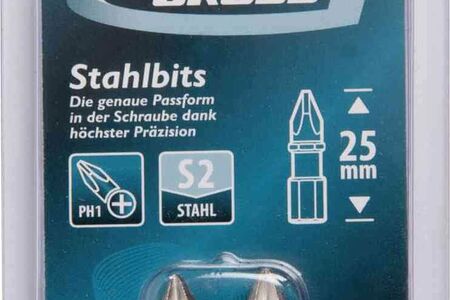 Stahlbits
Die genaue Passform
in der Schraube dank
höchster Präzision
PH1
S2
STAHL
25
mm